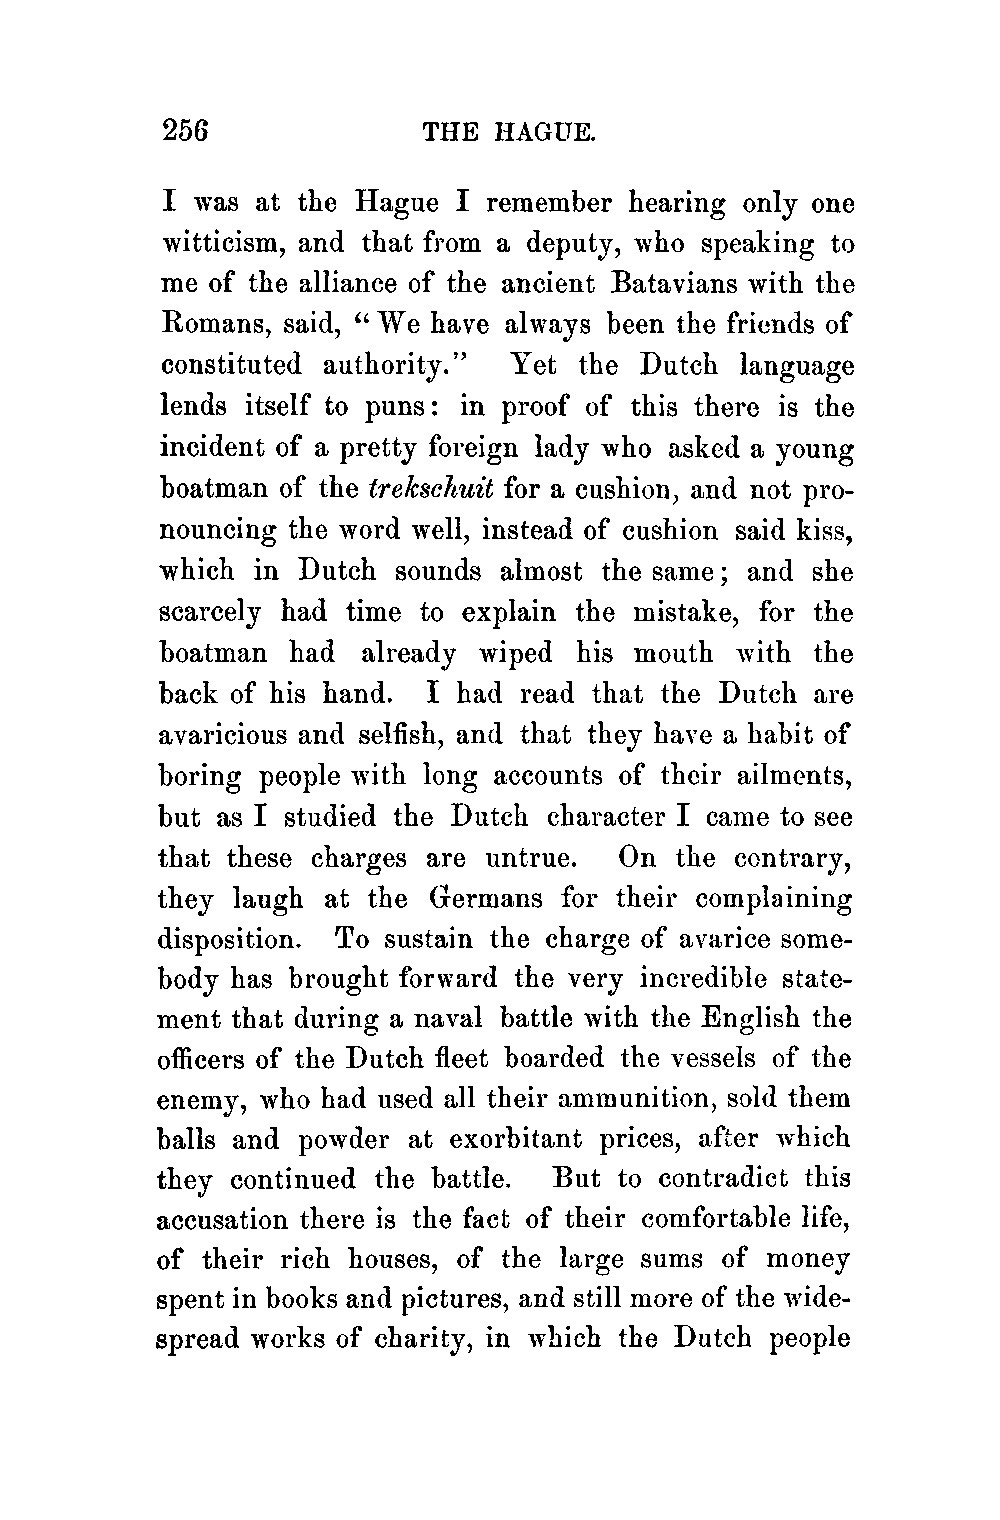 256 THE HAGUE.
I was at the Hague I remember hearing only one
witticism, and that from a deputy, who speaking to
me of the alliance of the ancient Batavians with the
Romans, said, “We have always been the friends of
constituted authority.” Yet the Dutch language
lends itself to puns: in proof of this there is the
incident of a pretty foreign lady who asked a young
boatman of the trekschuit for a cushion, and not pro-
nouncing the word well, instead of cushion said kiss,
which in Dutch sounds almost the same; and she
scarcely had time to explain the mistake, for the
boatman had already wiped his mouth with the
back of his hand. I had read that the Dutch are
avaricious and selfish, and that they have a habit of
boring people with long accounts of their ailments,
but as I studied the Dutch character I came to see
that these charges are untrue. On the contrary,
they laugh at the Germans for their complaining
disposition. To sustain the charge of avarice some-
body has brought forward the very incredible state-
ment that during a naval battle with the English the
officers of the Dutch fleet boarded the vessels of the
enemy, who had used all their ammunition, sold them
balls and powder at exorbitant prices, after which
they continued the battle. But to contradict this
accusation there is the fact of their comfortable life,
of their rich houses, of the large sums of money
spent in books and pictures, and still more of the wide-
spread works of charity, in which the Dutch people